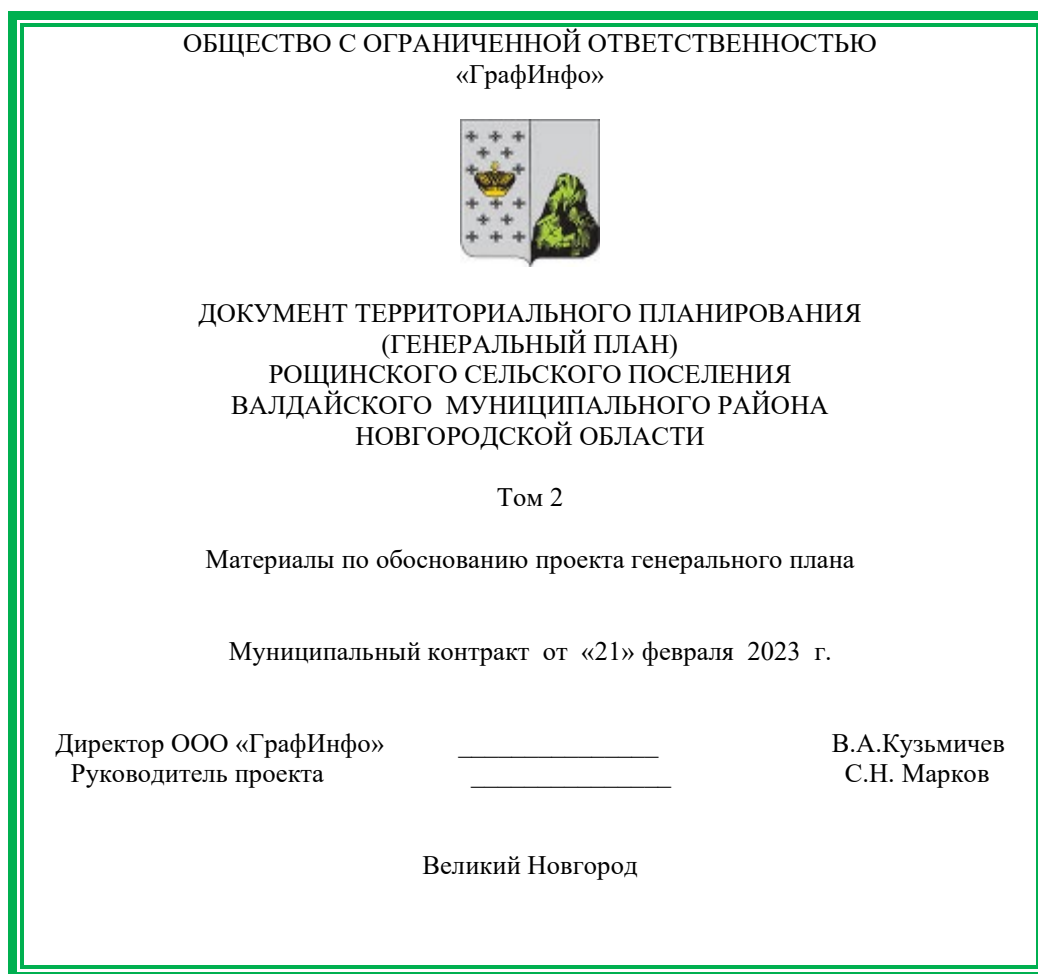 ОБЩЕСТВО С ОГРАНИЧЕННОЙ ОТВЕТСТВЕННОСТЬЮ
«ГрафИнфо»
ДОКУМЕНТ ТЕРРИТОРИАЛЬНОГО ПЛАНИРОВАНИЯ
(ГЕНЕРАЛЬНЫЙ ПЛАН)
РОЩИНСКОГО СЕЛЬСКОГО ПОСЕЛЕНИЯ
ВАЛДАЙСКОГО МУНИЦИПАЛЬНОГО РАЙОНА
НОВГОРОДСКОЙ ОБЛАСТИ
Том 2
Материалы по обоснованию проекта генерального плана
Муниципальный контракт от «21» февраля 2023 г.
Директор ООО «ГрафИнфо» _______________ В.А.Кузьмичев
Руководитель проекта _______________ С.Н. Марков
Великий Новгород